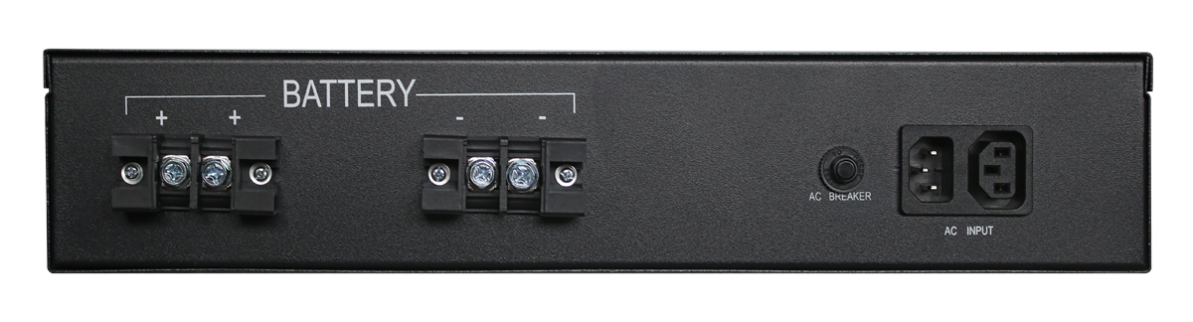 BATTERY
+ + - -
AC BREAKER
AC INPUT